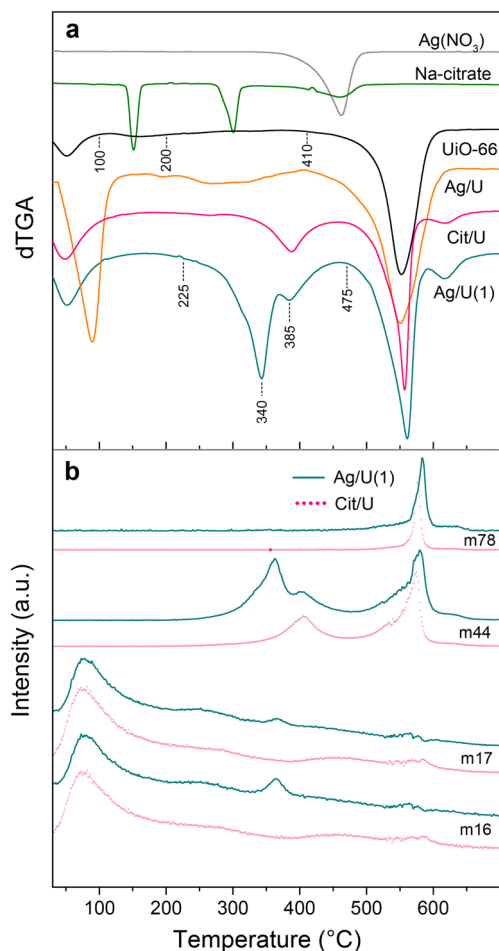 a
Ag(NO₃)
Na-citrate
UiO-66
100
200
410
Ag/U
Cit/U
Ag/U(1)
225
385
475
340
dTGA
b
Ag/U(1)
Cit/U
m78
m44
m17
m16
Intensity (a.u.)
100 200 300 400 500 600
Temperature (°C)